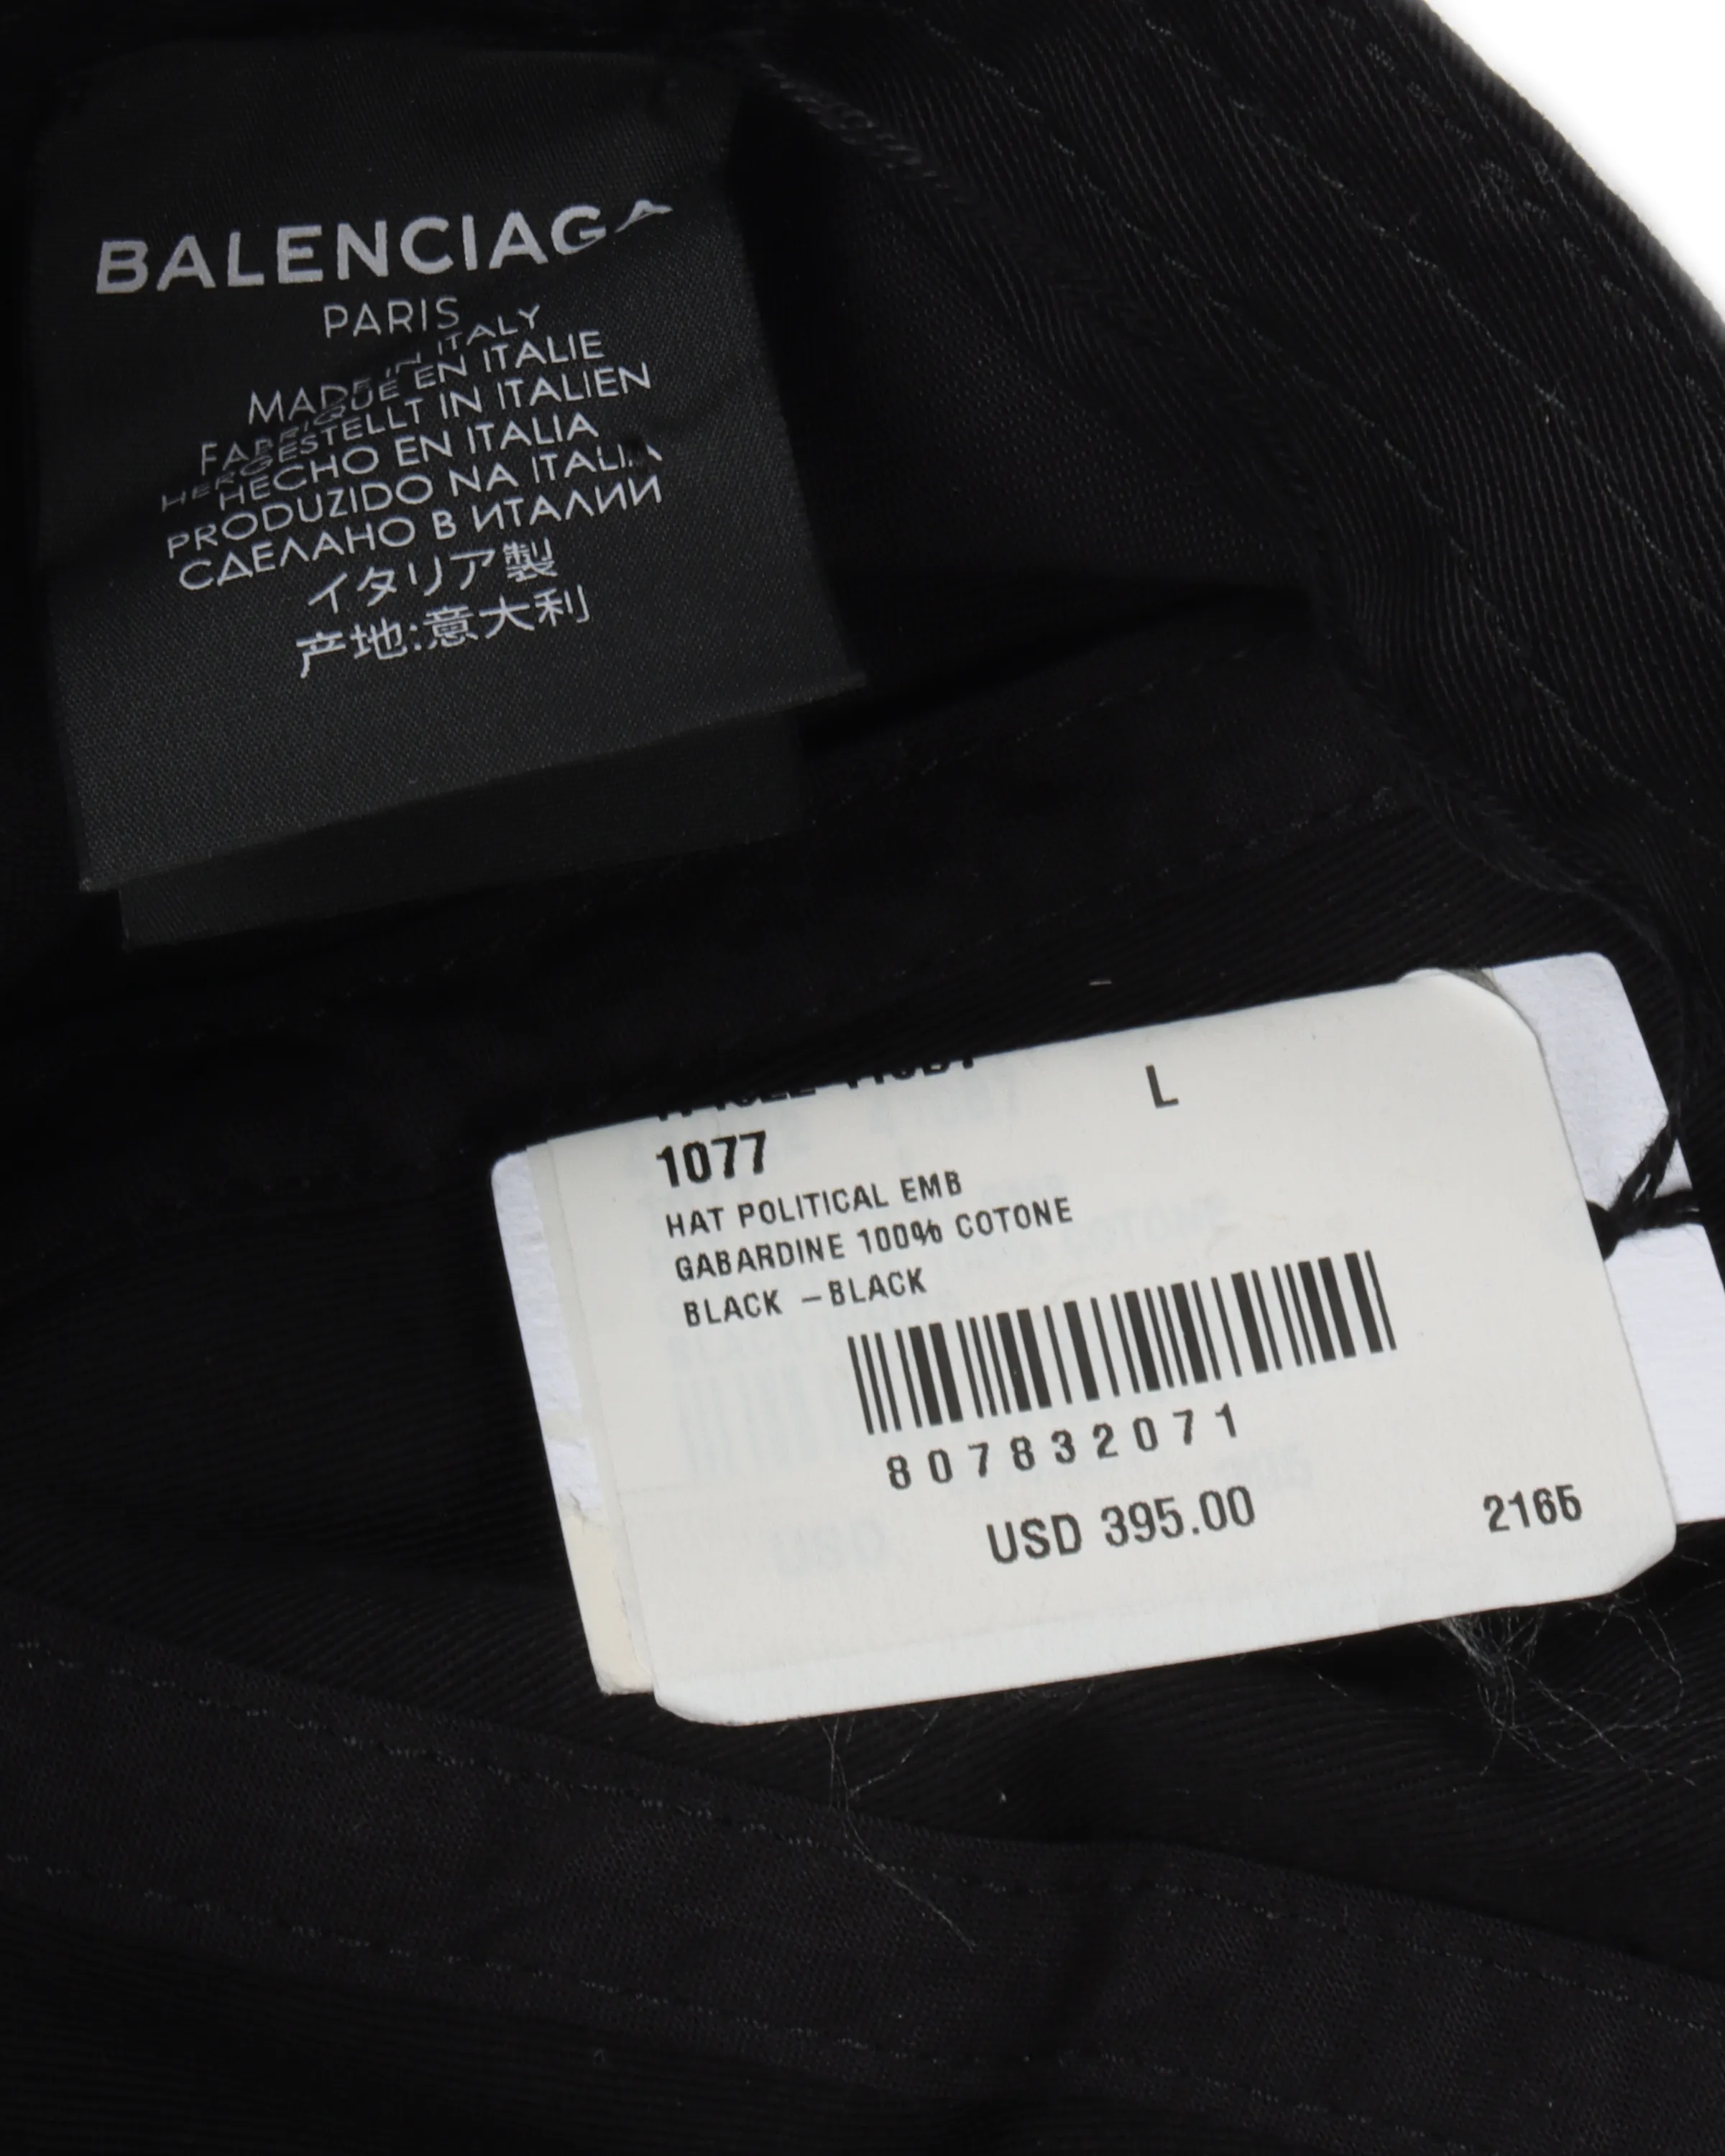 BALENCIAGA
PARIS
MADE IN ITALY
FABRIQUÉ EN ITALIE
HERGESTELLT IN ITALIEN
HECHO EN ITALIA
PRODUZIDO NA ITALIA
СДЕЛАНО В ИТАЛИИ
イタリア製
产地:意大利
L
1077
HAT POLITICAL EMB
GABARDINE 100% COTONE
BLACK –BLACK
807832071
USD 395.00
2165